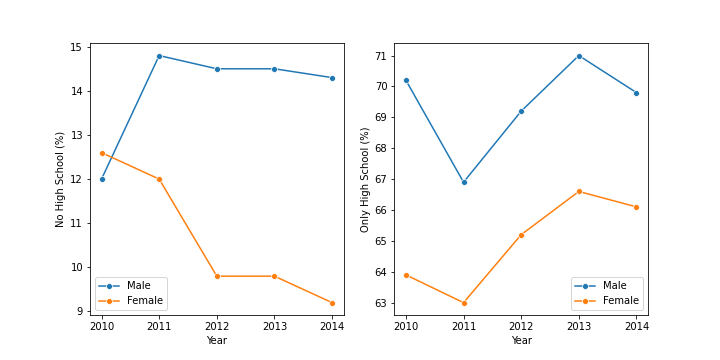 No High School (%)
15
14
13
12
11
10
9
Male
Female
2010 2011 2012 2013 2014
Year
Only High School (%)
71
70
69
68
67
66
65
64
63
Male
Female
2010 2011 2012 2013 2014
Year